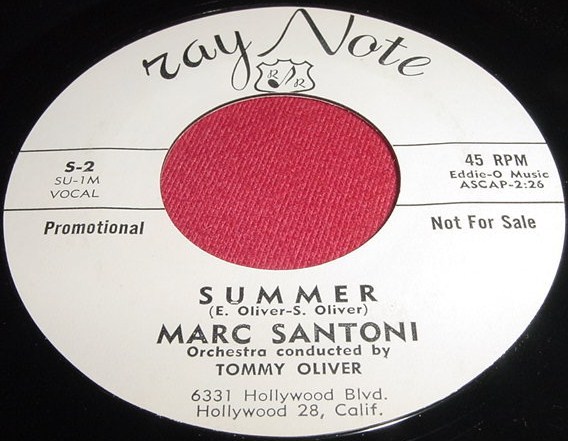 ray Note
R R
S-2
SU-1M
VOCAL
45 RPM
Eddie-O Music
ASCAP-2:26
Promotional
Not For Sale
SUMMER
(E. Oliver-S. Oliver)
MARC SANTONI
Orchestra conducted by
TOMMY OLIVER
6331 Hollywood Blvd.
Hollywood 28, Calif.